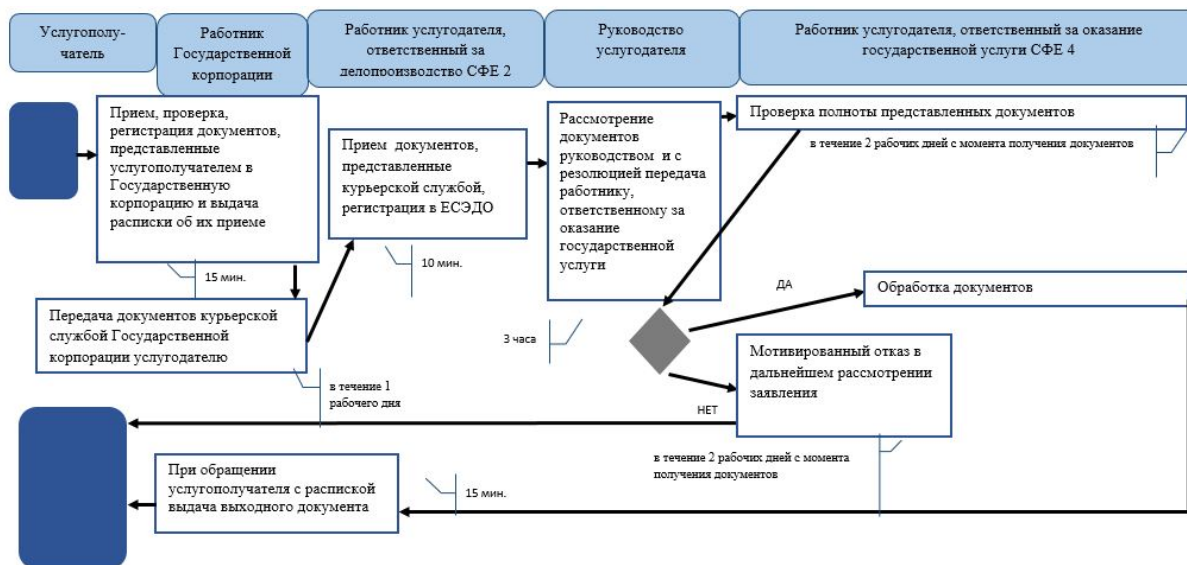 Услугополу-
чатель
Работник
Государственной
корпорации
Работник услугодателя,
ответственный за
делопроизводство СФЕ 2
Руководство
услугодателя
Работник услугодателя, ответственный за оказание
государственной услуги СФЕ 4
Прием, проверка,
регистрация документов,
представленные
услугополучателем в
Государственную
корпорацию и выдача
расписки об их приеме
15 мин.
Передача документов курьерской
службой Государственной
корпорации услугодателю
в течение 1
рабочего дня
Прием документов,
представленные
курьерской службой,
регистрация в ЕСЭДО
10 мин.
Рассмотрение
документов
руководством и с
резолюцией передача
работнику,
ответственному за
оказание
государственной
услуги
3 часа
Проверка полноты представленных документов
в течение 2 рабочих дней с момента получения документов
ДА
Обработка документов
Мотивированный отказ в
дальнейшем рассмотрении
заявления
НЕТ
в течение 2 рабочих дней с момента
получения документов
При обращении
услугополучателя с распиской
выдача выходного документа
15 мин.